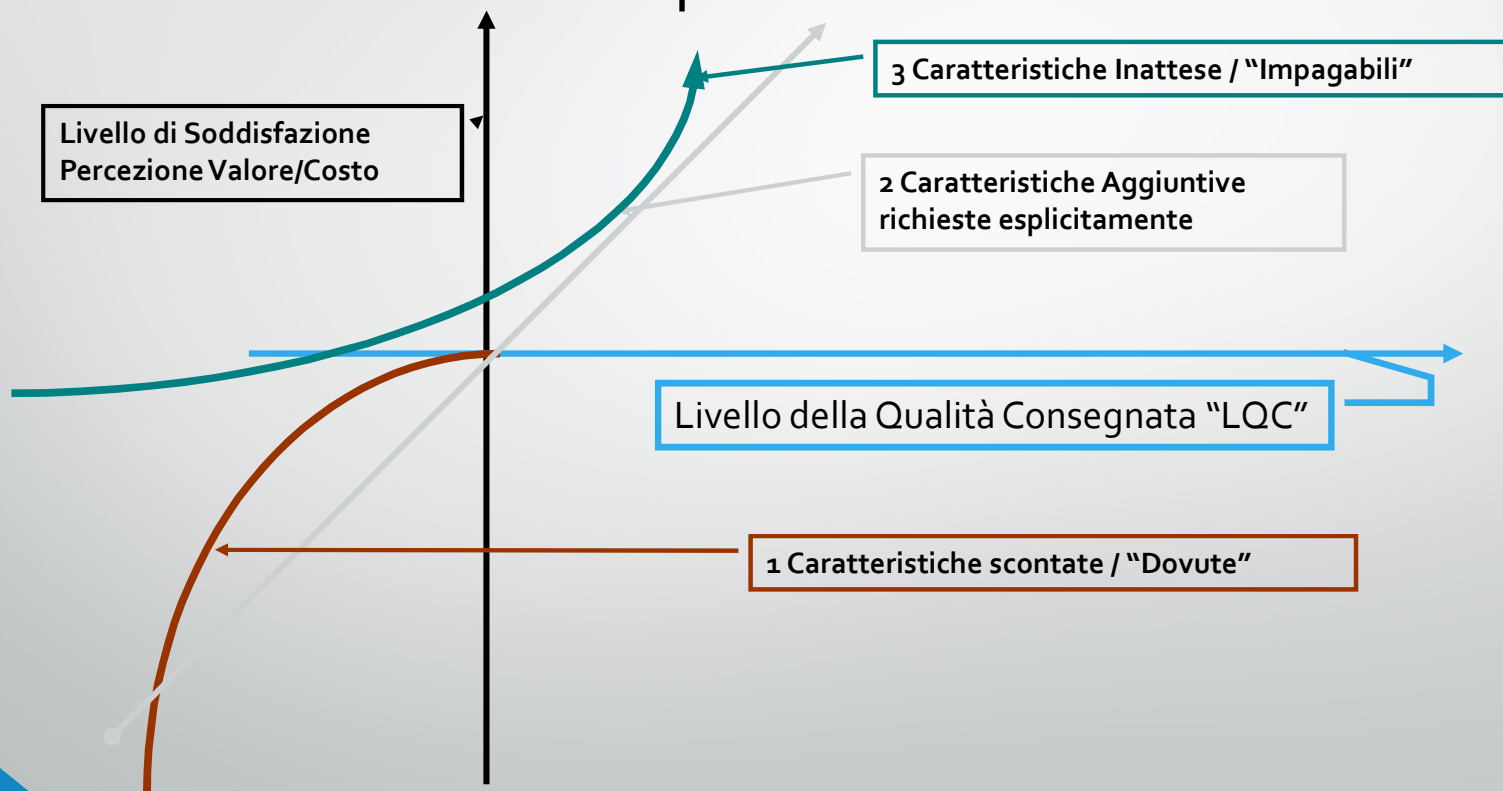 3 Caratteristiche Inattese / “Impagabili”
Livello di Soddisfazione
Percezione Valore/Costo
2 Caratteristiche Aggiuntive
richieste esplicitamente
Livello della Qualità Consegnata “LQC”
1 Caratteristiche scontate / “Dovute”